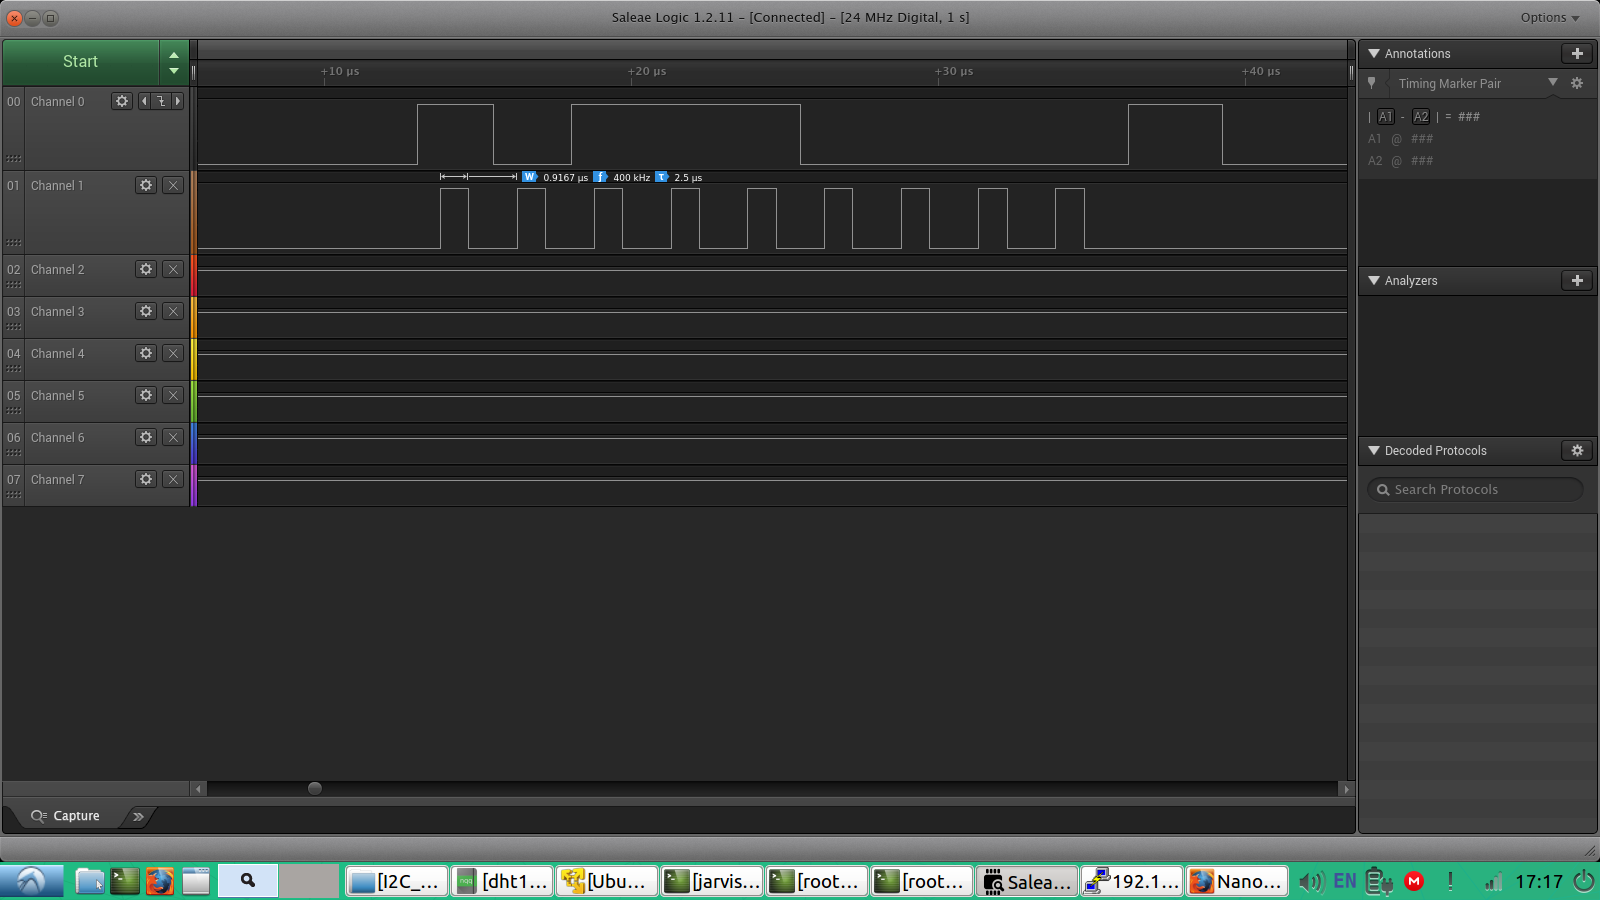 Saleae Logic 1.2.11 - [Connected] - [24 MHz Digital, 1 s]
Options
Start
+10 µs
+20 µs
+30 µs
+40 µs
00 Channel 0
01 Channel 1
W 0.9167 µs f 400 kHz τ 2.5 µs
02 Channel 2
03 Channel 3
04 Channel 4
05 Channel 5
06 Channel 6
07 Channel 7
Annotations
Timing Marker Pair
| A1 - A2 | = ###
A1 @ ###
A2 @ ###
Analyzers
Decoded Protocols
Search Protocols
Capture
[I2C_...
[dht1...
[Ubu...
[jarvis...
[root...
[root...
Salea...
192.1...
Nano...
EN
M
17:17